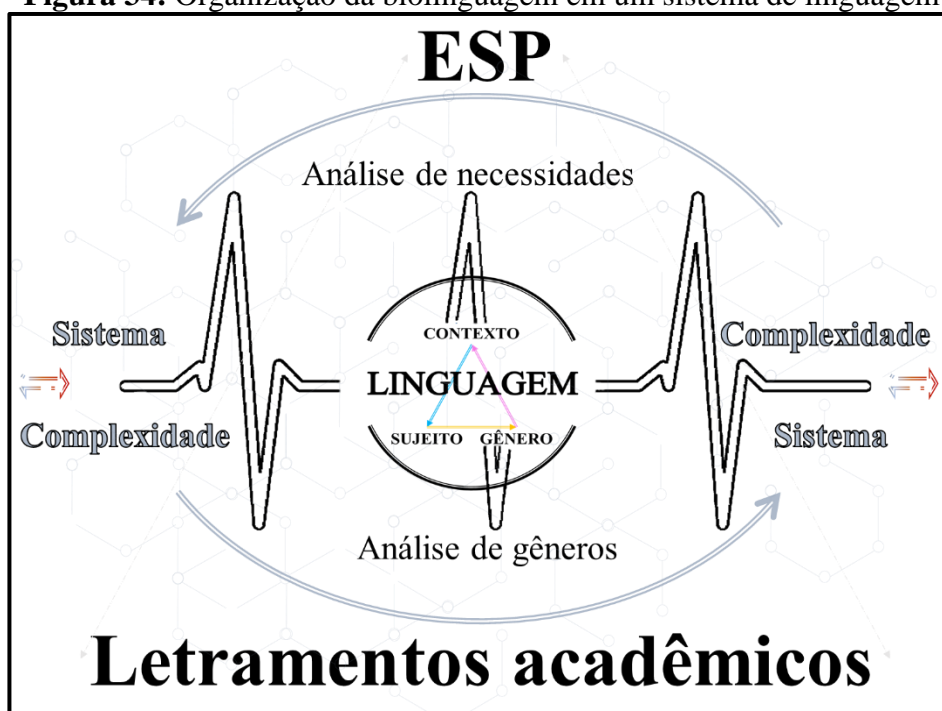 Figura 34: Organização da biolinguagem em um sistema de linguagem
ESP
Análise de necessidades
Sistema
Complexidade
CONTEXTO
LINGUAGEM
SUJEITO GÊNERO
Complexidade
Sistema
Análise de gêneros
Letramentos acadêmicos